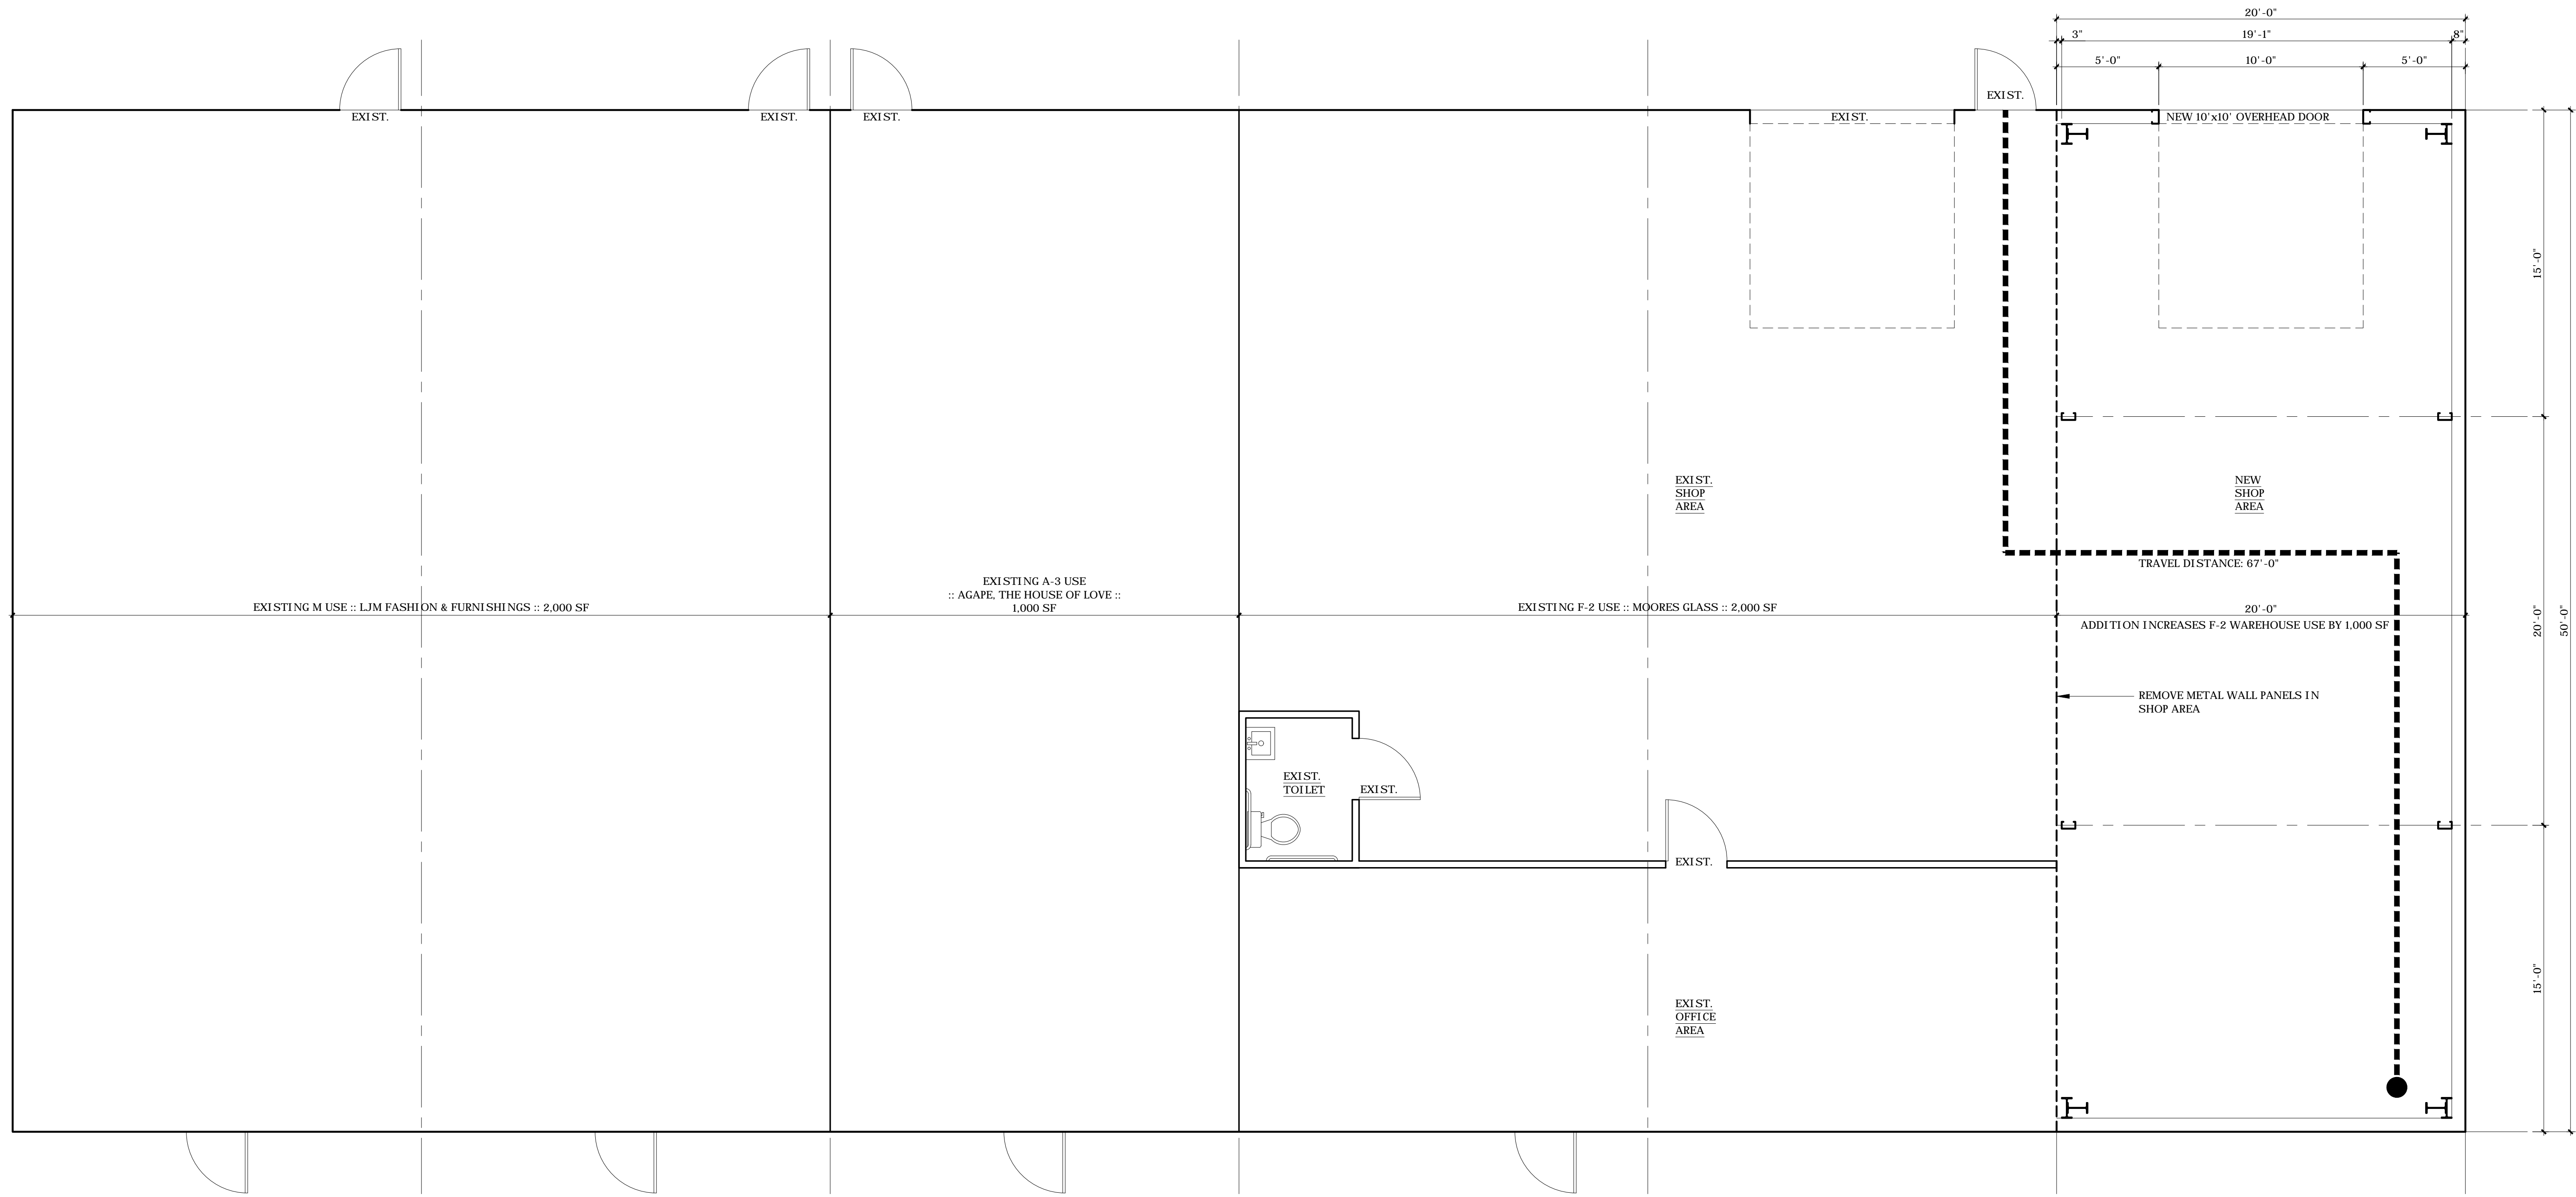 20'-0"
3"
19'-1"
8"
5'-0"
10'-0"
5'-0"
EXIST.
EXIST.
EXIST.
EXIST.
EXIST.
EXIST.
NEW 10'x10' OVERHEAD DOOR
15'-0"
EXIST.
SHOP
AREA
NEW
SHOP
AREA
TRAVEL DISTANCE: 67'-0"
EXISTING M USE :: LJM FASHION & FURNISHINGS :: 2,000 SF
EXISTING A-3 USE
:: AGAPE, THE HOUSE OF LOVE ::
1,000 SF
EXISTING F-2 USE :: MOORES GLASS :: 2,000 SF
20'-0"
ADDITION INCREASES F-2 WAREHOUSE USE BY 1,000 SF
20'-0"
50'-0"
REMOVE METAL WALL PANELS IN
SHOP AREA
EXIST.
TOILET
EXIST.
EXIST.
15'-0"
EXIST.
OFFICE
AREA